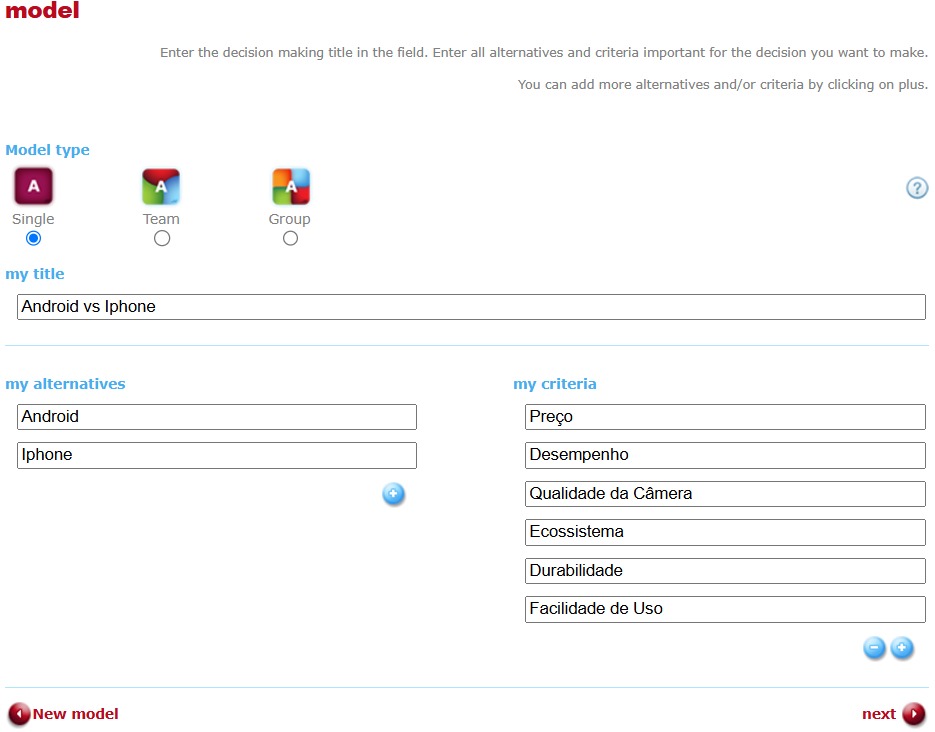 model
Enter the decision making title in the field. Enter all alternatives and criteria important for the decision you want to make.
You can add more alternatives and/or criteria by clicking on plus.
Model type
A A A
?
Single Team Group
my title
Android vs Iphone
my alternatives
Android
Iphone
my criteria
Preço
Desempenho
Qualidade da Câmera
Ecossistema
Durabilidade
Facilidade de Uso
New model
next